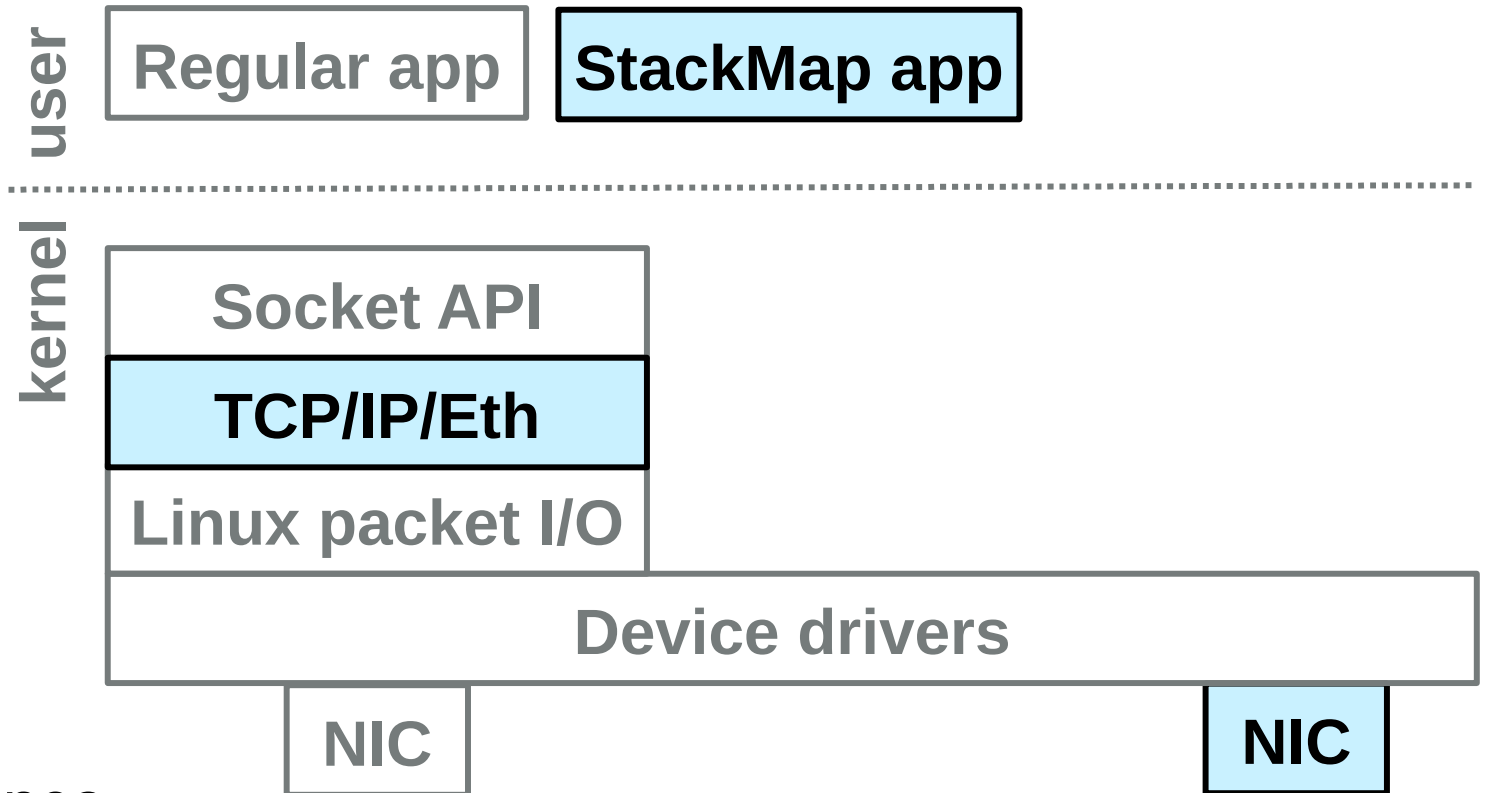 user
Regular app
StackMap app
kernel
Socket API
TCP/IP/Eth
Linux packet I/O
Device drivers
NIC
NIC